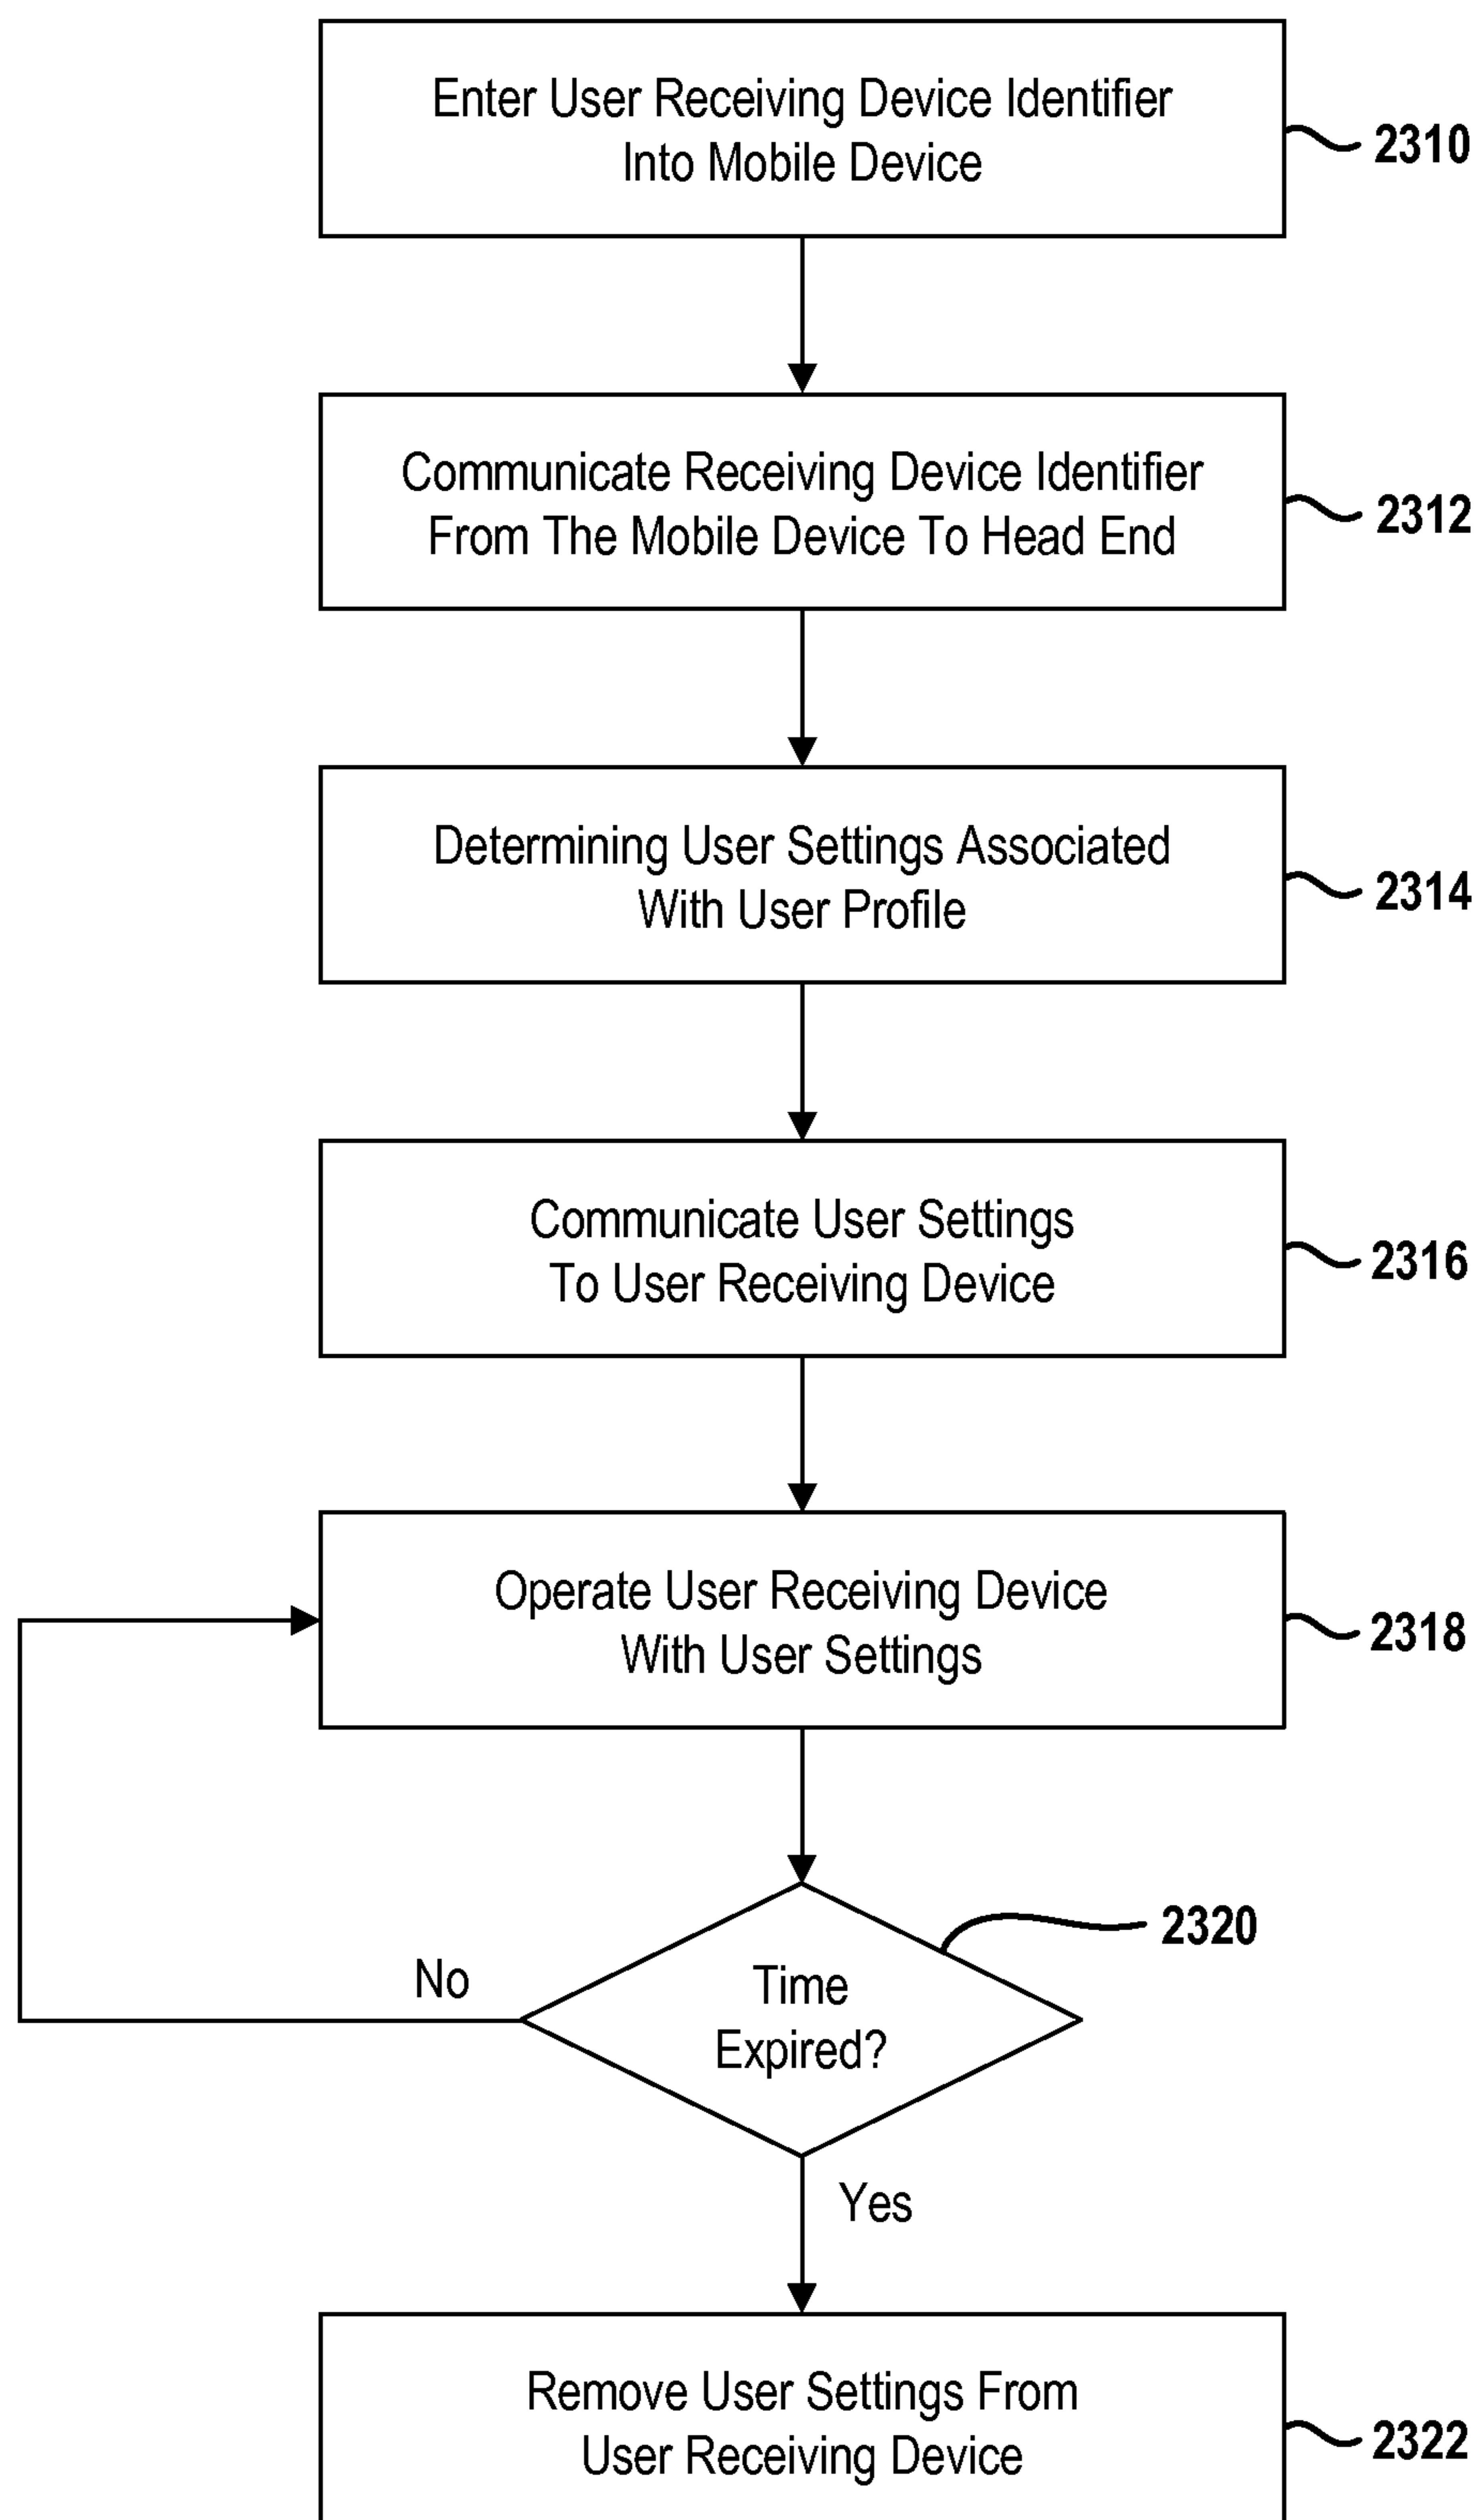 Enter User Receiving Device Identifier
Into Mobile Device
2310
Communicate Receiving Device Identifier
From The Mobile Device To Head End
2312
Determining User Settings Associated
With User Profile
2314
Communicate User Settings
To User Receiving Device
2316
Operate User Receiving Device
With User Settings
2318
2320
No
Time
Expired?
Yes
Remove User Settings From
User Receiving Device
2322